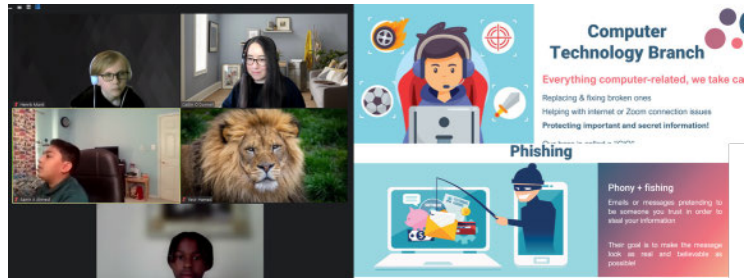 Computer
Technology Branch
Everything computer-related, we take ca
Replacing & fixing broken ones
Helping with internet or Zoom connection issues
Protecting important and secret information!
Phishing
Phony + fishing
Emails or messages pretending to
be someone you trust in order to
steal your information
Their goal is to make the message
look as real and believable as
possible!